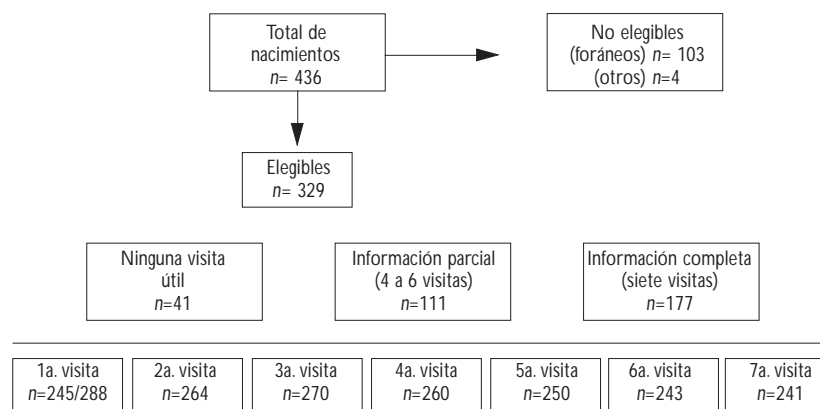 Total de
nacimientos
n= 436
No elegibles
(foráneos) n= 103
(otros) n=4
Elegibles
n= 329
Ninguna visita
útil
n=41
Información parcial
(4 a 6 visitas)
n=111
Información completa
(siete visitas)
n=177
1a. visita
n=245/288
2a. visita
n=264
3a. visita
n=270
4a. visita
n=260
5a. visita
n=250
6a. visita
n=243
7a. visita
n=241